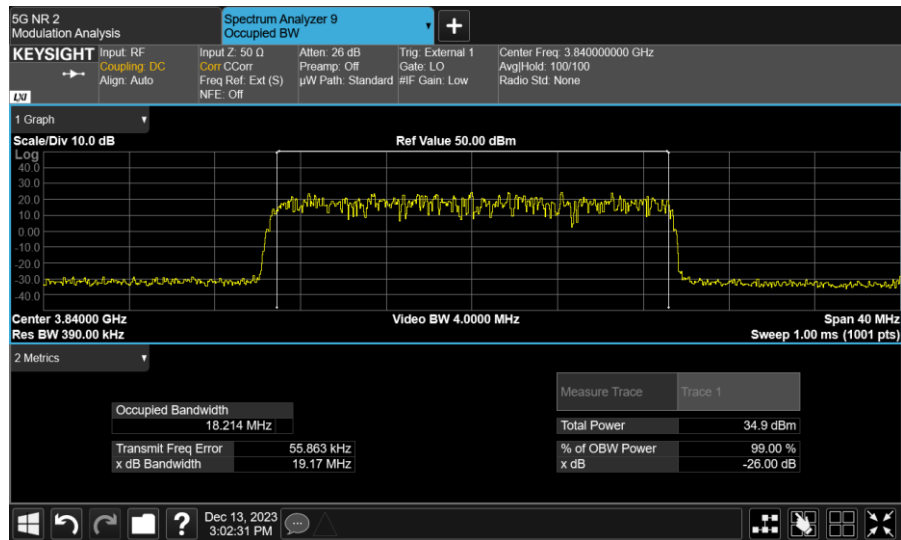 5G NR 2
Modulation Analysis
Spectrum Analyzer 9
Occupied BW
+
KEYSIGHT
LXI
Input: RF
Coupling: DC
Align: Auto
Input Z: 50 Ω
Corr CCorr
Freq Ref: Ext (S)
NFE: Off
Atten: 26 dB
Preamp: Off
µW Path: Standard
Trig: External 1
Gate: LO
#IF Gain: Low
Center Freq: 3.840000000 GHz
Avg|Hold: 100/100
Radio Std: None
1 Graph
Scale/Div 10.0 dB
Ref Value 50.00 dBm
Log
40.0
30.0
20.0
10.0
0.00
-10.0
-20.0
-30.0
-40.0
Center 3.84000 GHz
Video BW 4.0000 MHz
Span 40 MHz
Res BW 390.00 kHz
Sweep 1.00 ms (1001 pts)
2 Metrics
Measure Trace
Trace 1
Occupied Bandwidth
18.214 MHz
Total Power
34.9 dBm
Transmit Freq Error
55.863 kHz
% of OBW Power
99.00 %
x dB Bandwidth
19.17 MHz
x dB
-26.00 dB
?
Dec 13, 2023
3:02:31 PM